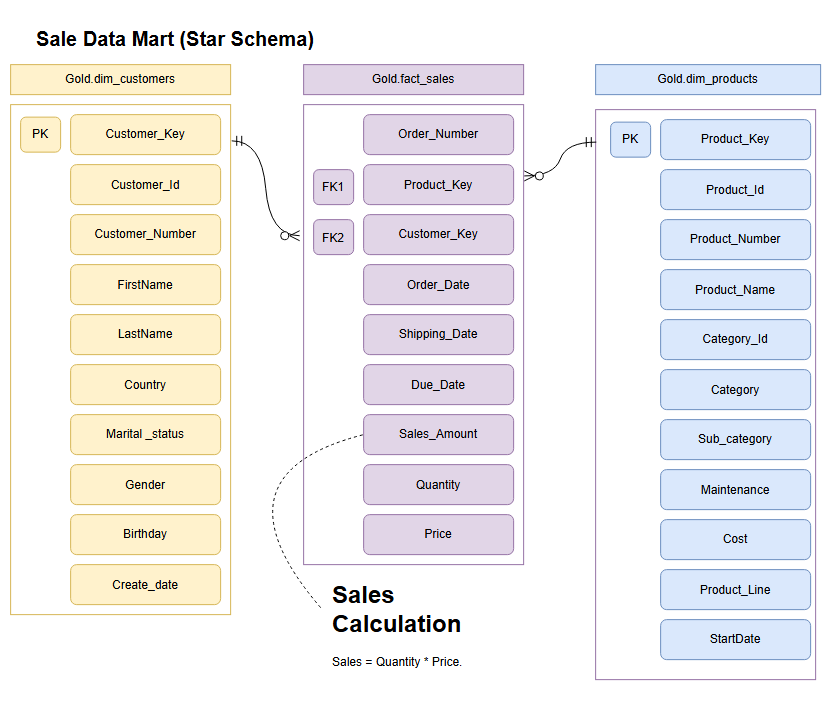 Sale Data Mart (Star Schema)
Gold.dim_customers
PK
Customer_Key
Customer_Id
Customer_Number
FirstName
LastName
Country
Marital _status
Gender
Birthday
Create_date
Gold.fact_sales
Order_Number
FK1
Product_Key
FK2
Customer_Key
Order_Date
Shipping_Date
Due_Date
Sales_Amount
Quantity
Price
Sales
Calculation
Sales = Quantity * Price.
Gold.dim_products
PK
Product_Key
Product_Id
Product_Number
Product_Name
Category_Id
Category
Sub_category
Maintenance
Cost
Product_Line
StartDate